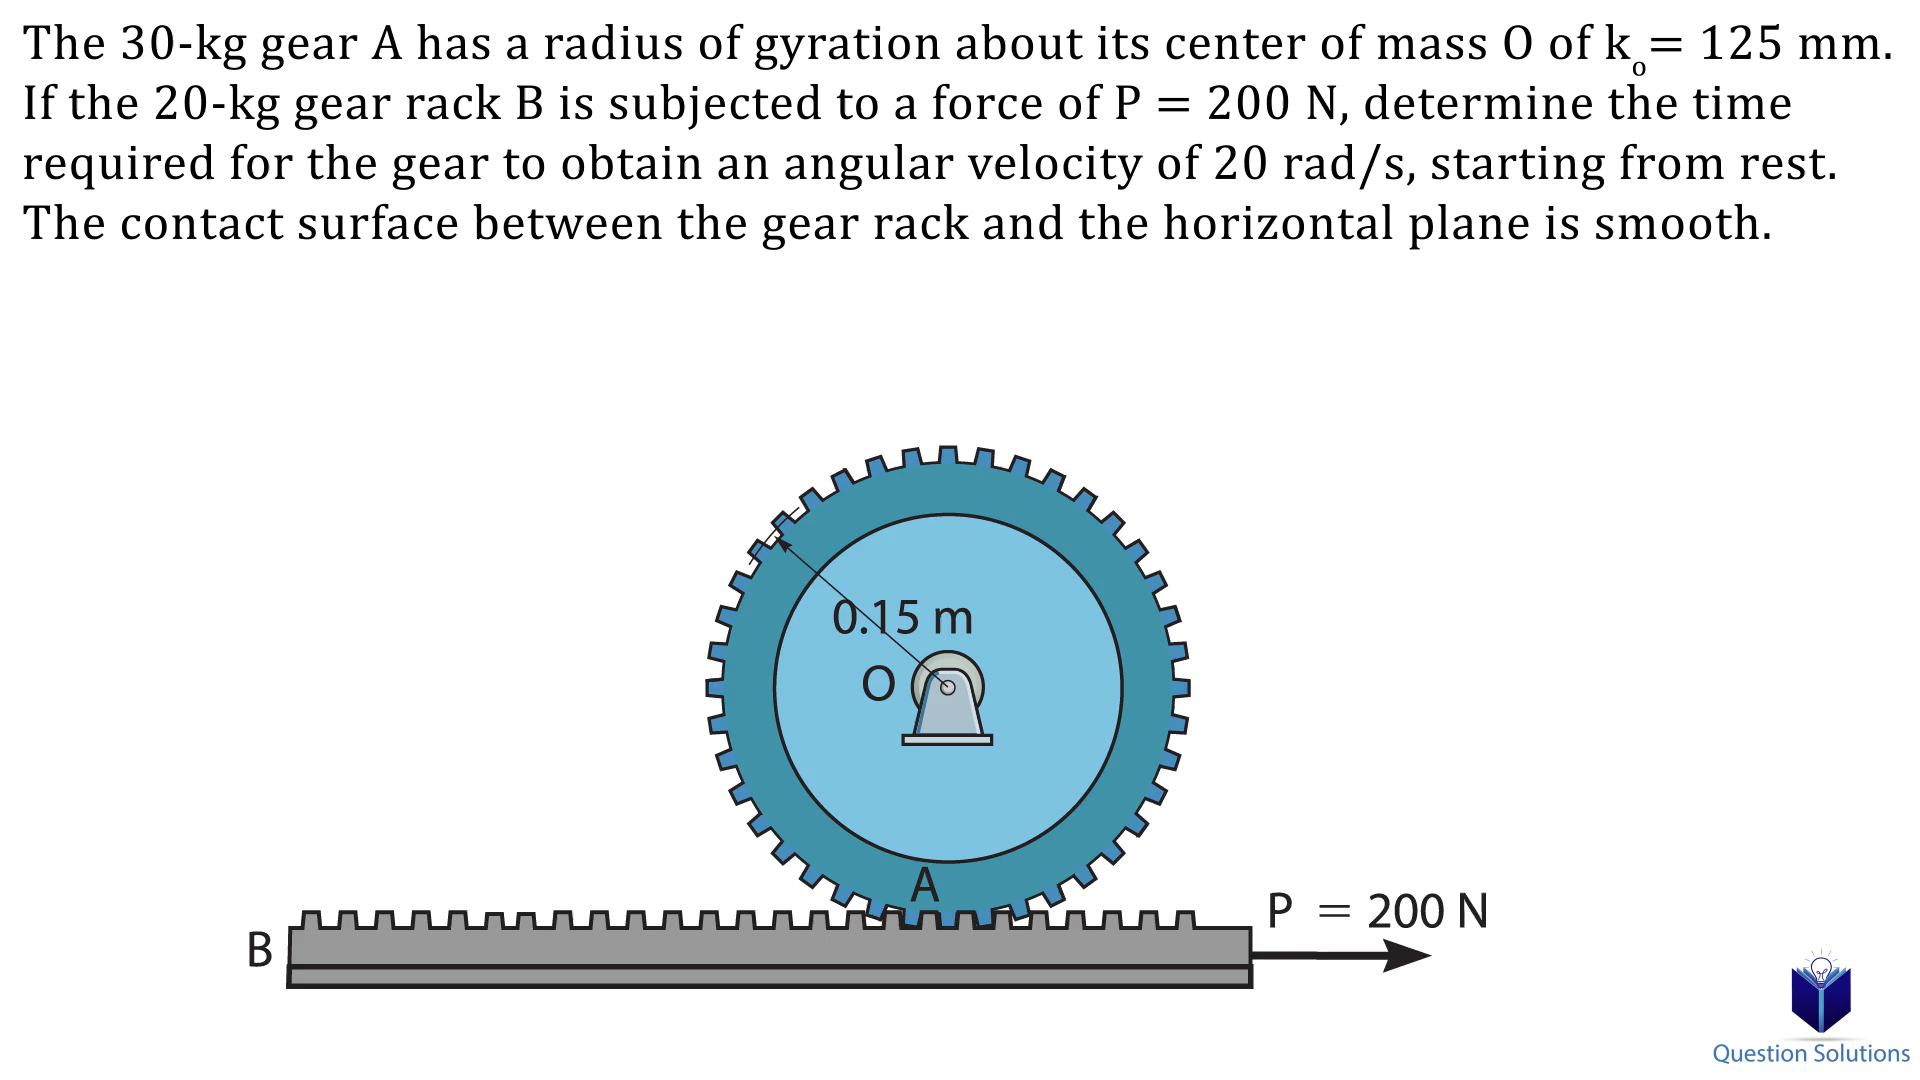 The 30-kg gear A has a radius of gyration about its center of mass O of kₒ = 125 mm.
If the 20-kg gear rack B is subjected to a force of P = 200 N, determine the time
required for the gear to obtain an angular velocity of 20 rad/s, starting from rest.
The contact surface between the gear rack and the horizontal plane is smooth.
0.15 m
O
A
P = 200 N
B
Question Solutions